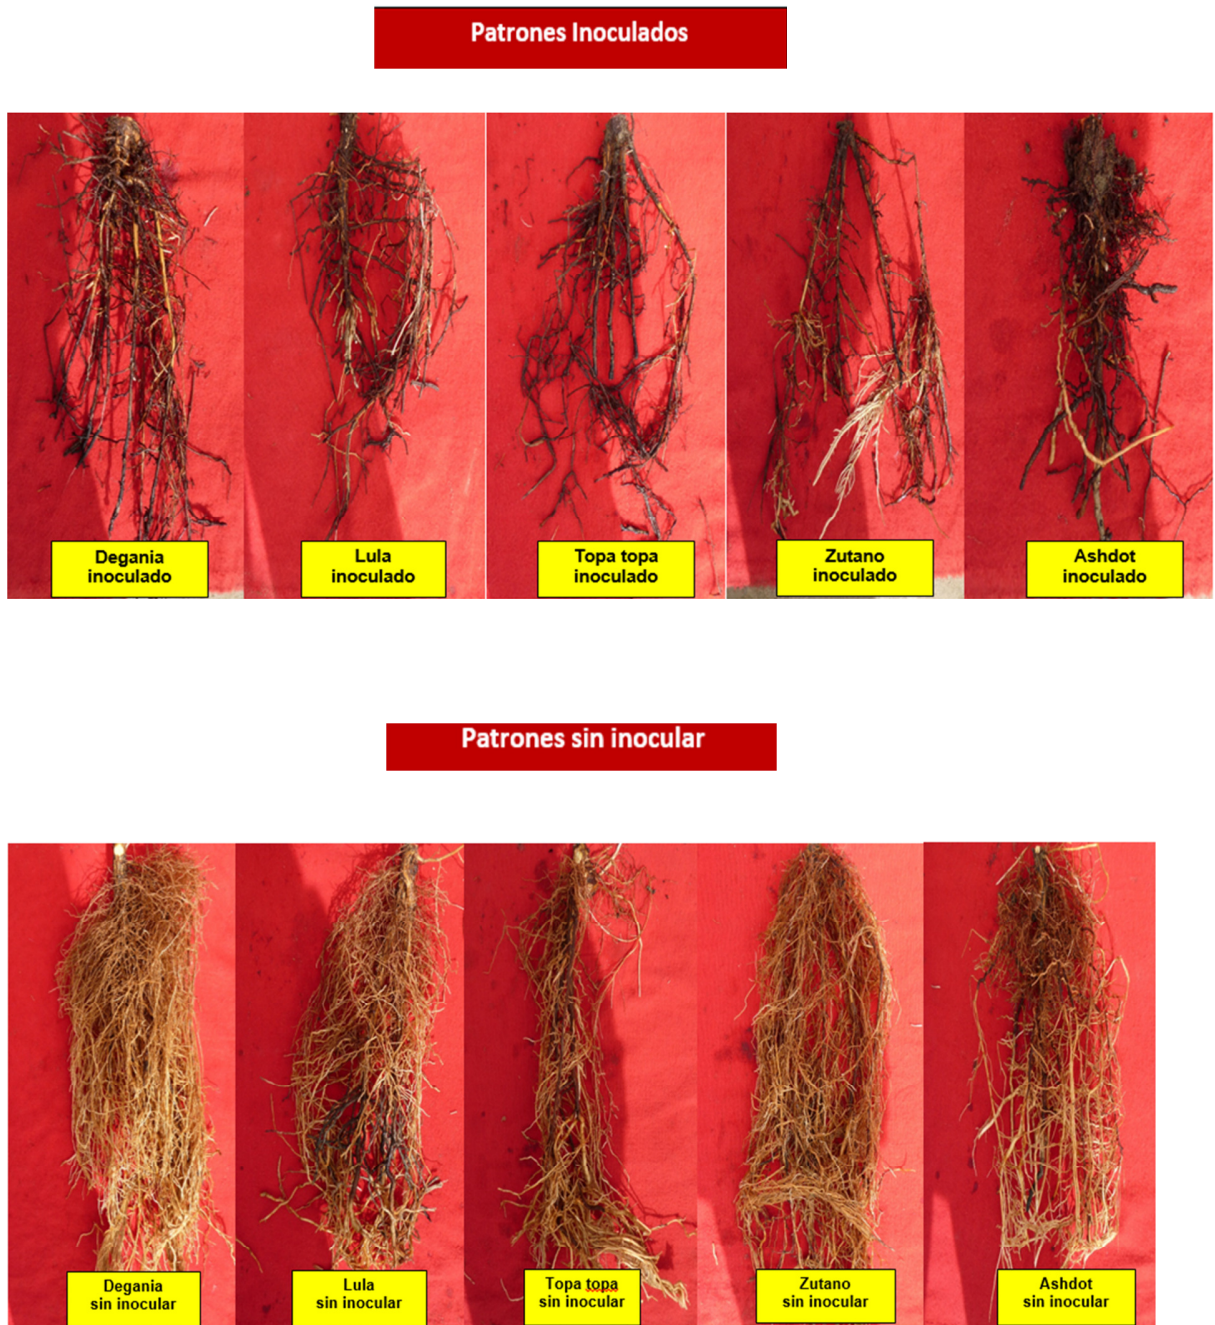 Patrones Inoculados
Degania
inoculado
Lula
inoculado
Topa topa
inoculado
Zutano
inoculado
Ashdot
inoculado
Patrones sin inocular
Degania
sin inocular
Lula
sin inocular
Topa topa
sin inocular
Zutano
sin inocular
Ashdot
sin inocular